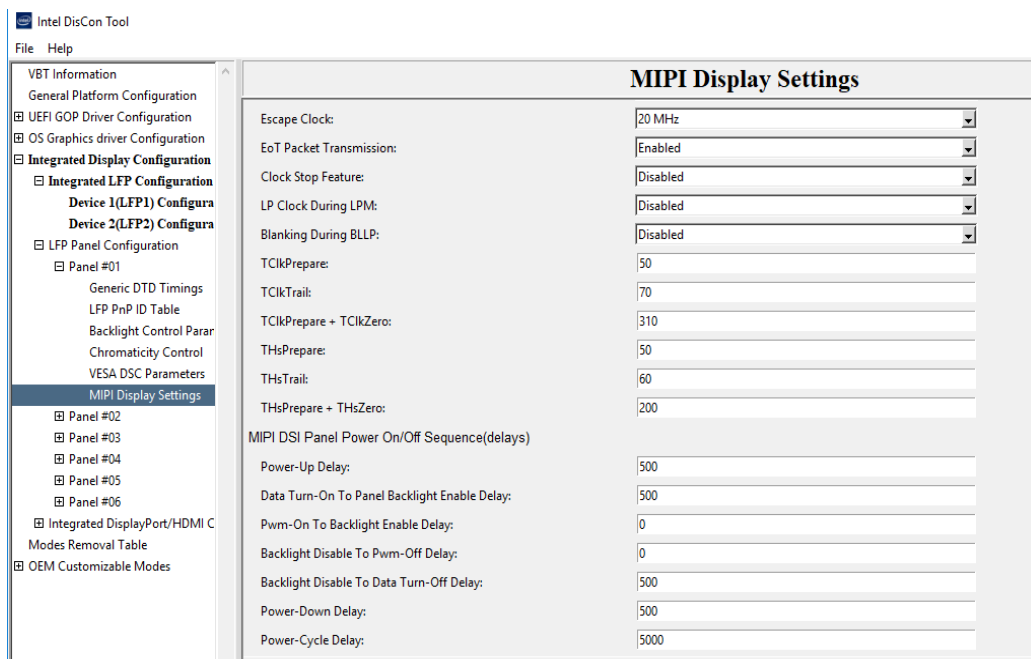 Intel DisCon Tool
File Help
VBT Information
General Platform Configuration
UEFI GOP Driver Configuration
OS Graphics driver Configuration
Integrated Display Configuration
Integrated LFP Configuration
Device 1(LFP1) Configura
Device 2(LFP2) Configura
LFP Panel Configuration
Panel #01
Generic DTD Timings
LFP PnP ID Table
Backlight Control Parar
Chromaticity Control
VESA DSC Parameters
MIPI Display Settings
Panel #02
Panel #03
Panel #04
Panel #05
Panel #06
Integrated DisplayPort/HDMI C
Modes Removal Table
OEM Customizable Modes
MIPI Display Settings
Escape Clock: 20 MHz
EoT Packet Transmission: Enabled
Clock Stop Feature: Disabled
LP Clock During LPM: Disabled
Blanking During BLLP: Disabled
TClkPrepare: 50
TClkTrail: 70
TClkPrepare + TClkZero: 310
THsPrepare: 50
THsTrail: 60
THsPrepare + THsZero: 200
MIPI DSI Panel Power On/Off Sequence(delays)
Power-Up Delay: 500
Data Turn-On To Panel Backlight Enable Delay: 500
Pwm-On To Backlight Enable Delay: 0
Backlight Disable To Pwm-Off Delay: 0
Backlight Disable To Data Turn-Off Delay: 500
Power-Down Delay: 500
Power-Cycle Delay: 5000